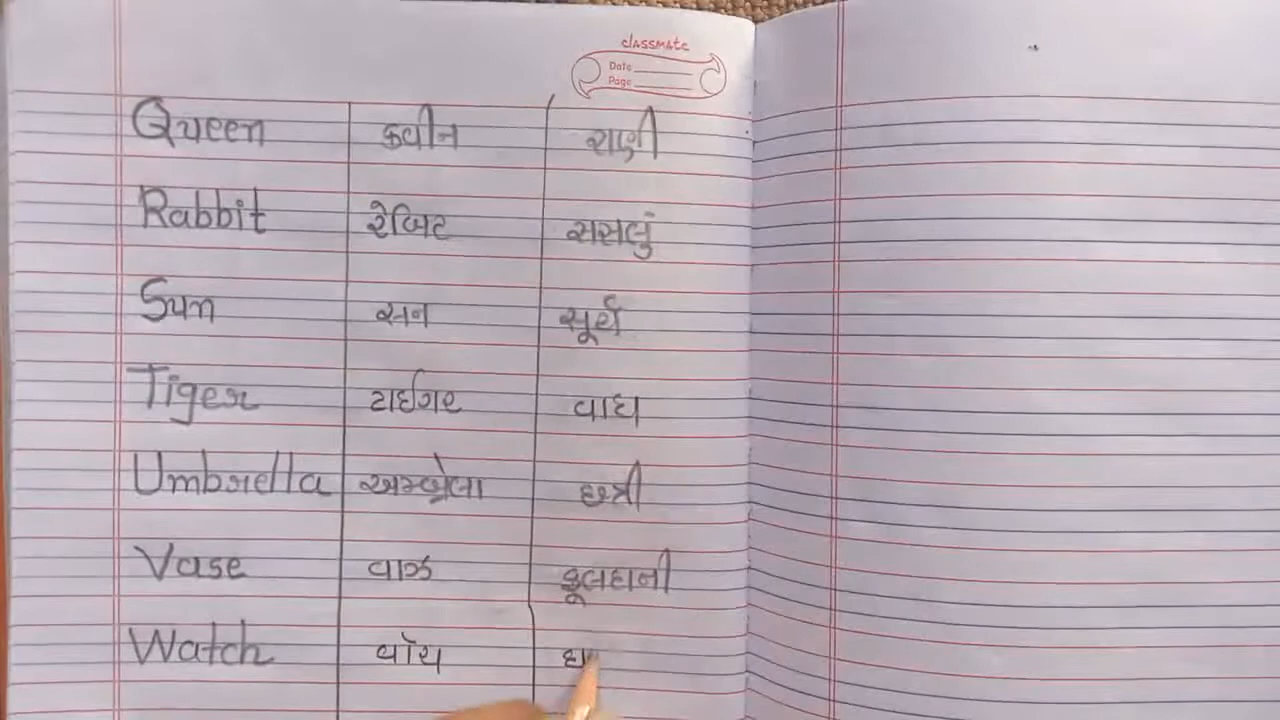 classmate
Date
Page
Queen ક્વીન રાણી
Rabbit રેબિટ સસલું
Sun સન સૂર્ય
Tiger ટાઈગર વાઘ
Umbrella અમ્બ્રેલા છત્રી
Vase વાઝ ફૂલદાની
Watch વૉચ